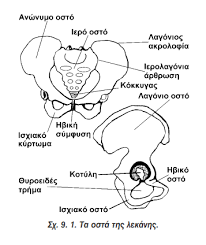 Ανώνυμο οστό
Ιερό οστό
Λαγόνιος
ακρολοφία
Ιερολαγόνια
άρθρωση
Κόκκυγας
Λαγόνιο οστό
Ισχιακό
κύρτωμα
Ηβική
σύμφυση
Κοτύλη
Ηβικό
οστό
Θυροειδές
τρήμα
Ισχιακό οστό
Σχ. 9. 1. Τα οστά της λεκάνης.